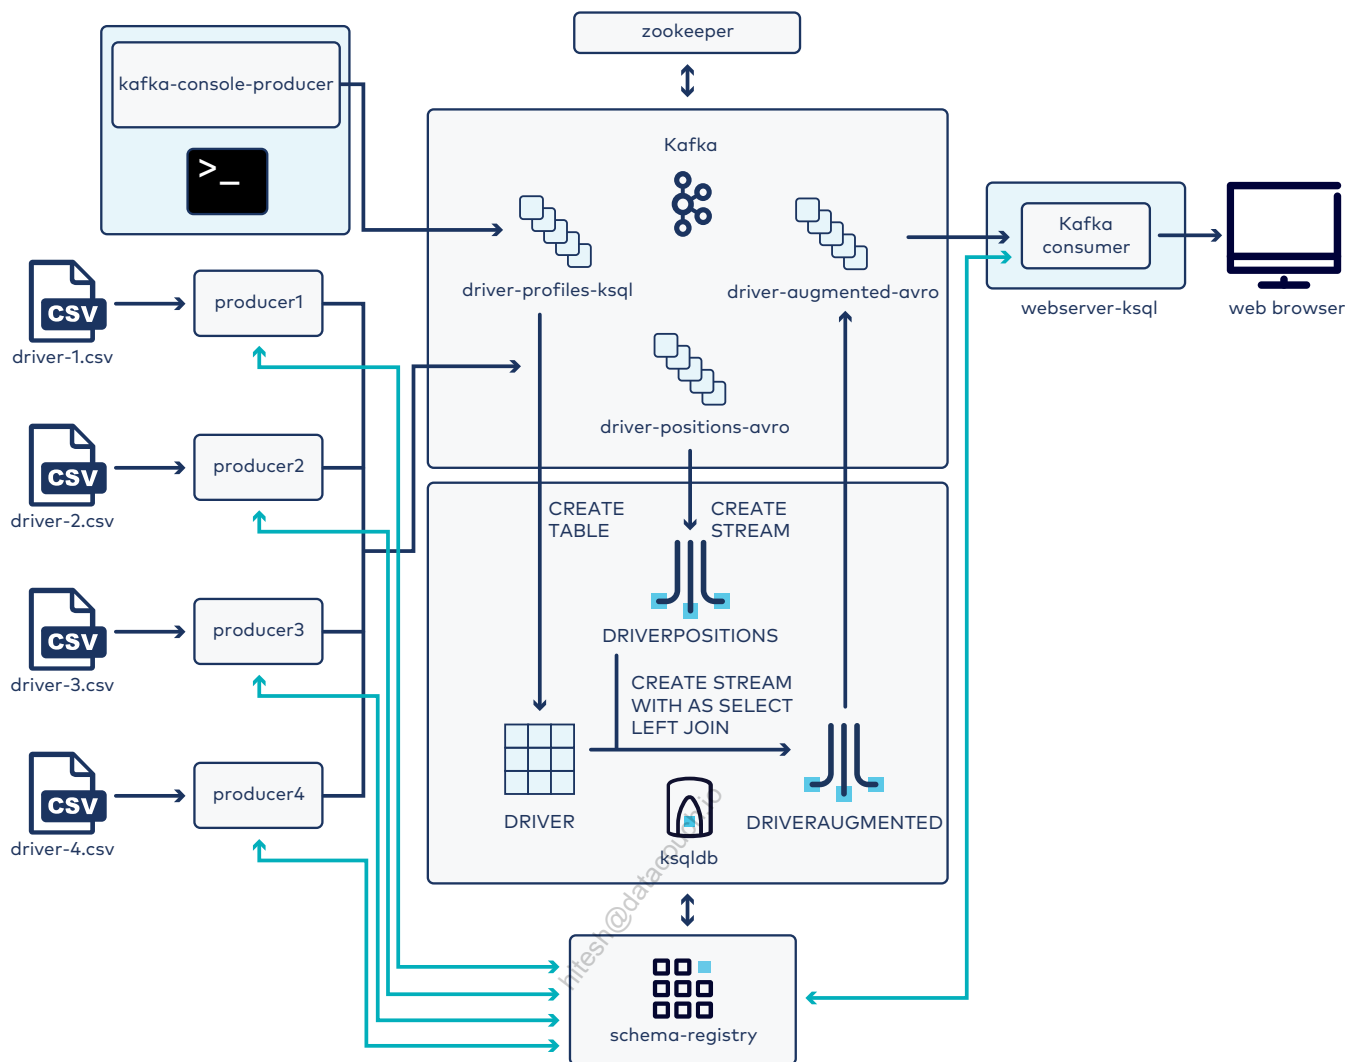 zookeeper
kafka-console-producer
>_
Kafka
Kafka
consumer
driver-profiles-ksql
driver-augmented-avro
webserver-ksql
web browser
CSV
driver-1.csv
producer1
driver-positions-avro
CSV
driver-2.csv
producer2
CREATE
TABLE
CREATE
STREAM
CSV
driver-3.csv
producer3
DRIVERPOSITIONS
CREATE STREAM
WITH AS SELECT
LEFT JOIN
CSV
driver-4.csv
producer4
DRIVER
DRIVERAUGMENTED
ksqldb
hitesh@datacouch.io
schema-registry